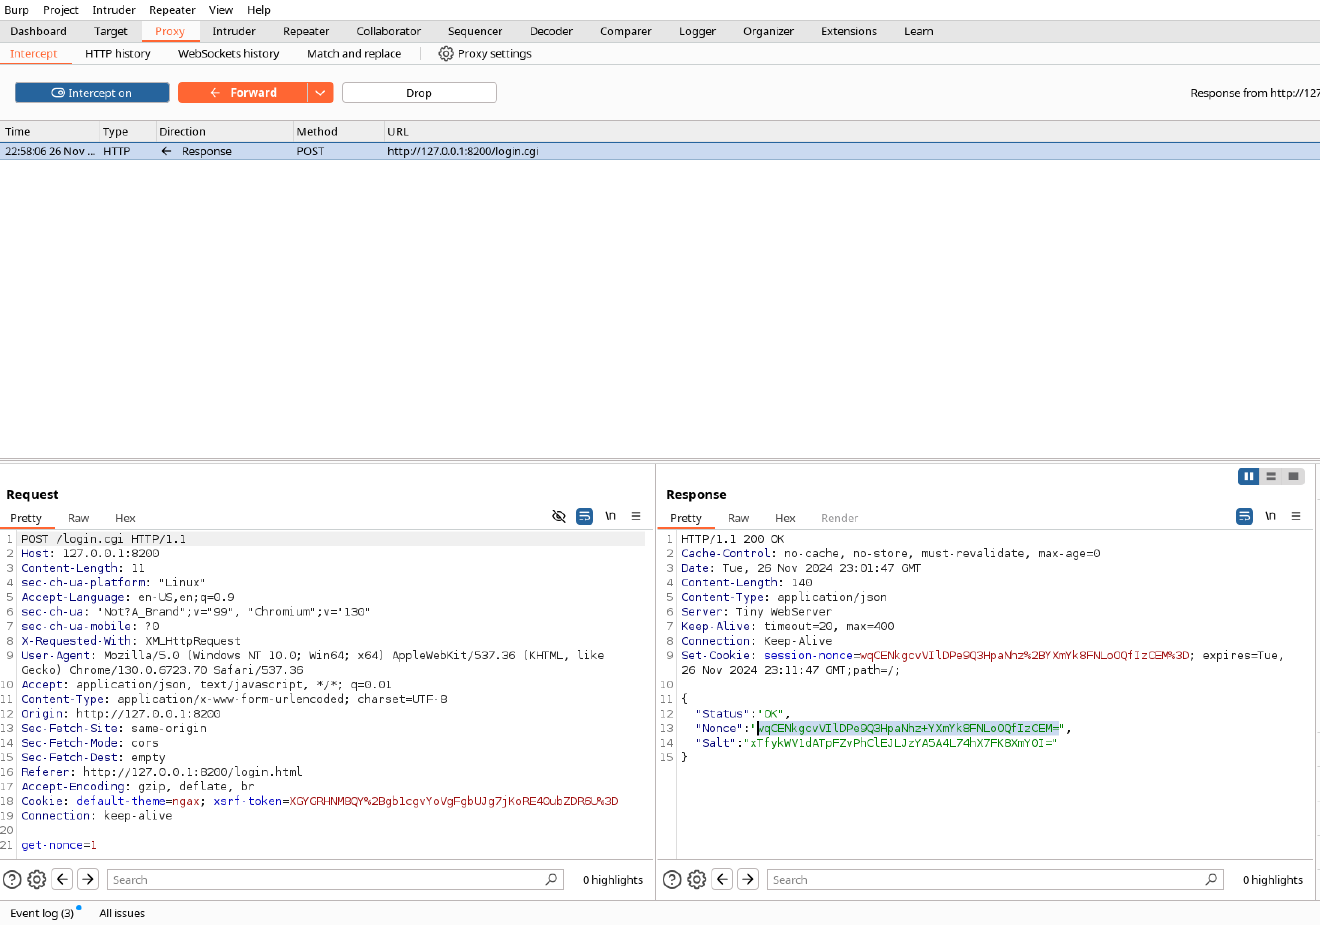 Burp Project Intruder Repeater View Help
Dashboard Target Proxy Intruder Repeater Collaborator Sequencer Decoder Comparer Logger Organizer Extensions Learn
Intercept HTTP history WebSockets history Match and replace Proxy settings
Intercept on Forward Drop Response from http://127
Time Type Direction Method URL
22:58:06 26 Nov ... HTTP Response POST http://127.0.0.1:8200/login.cgi
Request
Pretty Raw Hex \n
1 POST /login.cgi HTTP/1.1
2 Host: 127.0.0.1:8200
3 Content-Length: 11
4 sec-ch-ua-platform: "Linux"
5 Accept-Language: en-US,en;q=0.9
6 sec-ch-ua: "Not?A_Brand";v="99", "Chromium";v="130"
7 sec-ch-ua-mobile: ?0
8 X-Requested-With: XMLHttpRequest
9 User-Agent: Mozilla/5.0 (Windows NT 10.0; Win64; x64) AppleWebKit/537.36 (KHTML, like
Gecko) Chrome/130.0.6723.70 Safari/537.36
10 Accept: application/json, text/javascript, */*; q=0.01
11 Content-Type: application/x-www-form-urlencoded; charset=UTF-8
12 Origin: http://127.0.0.1:8200
13 Sec-Fetch-Site: same-origin
14 Sec-Fetch-Mode: cors
15 Sec-Fetch-Dest: empty
16 Referer: http://127.0.0.1:8200/login.html
17 Accept-Encoding: gzip, deflate, br
18 Cookie: default-theme=ngax; xsrf-token=XGYGRHNM8QY%2Bgb1cgvYoVgFgbUJg7jKoRE4OubZDR6U%3D
19 Connection: keep-alive
20
21 get-nonce=1
Search 0 highlights
Response
Pretty Raw Hex Render \n
1 HTTP/1.1 200 OK
2 Cache-Control: no-cache, no-store, must-revalidate, max-age=0
3 Date: Tue, 26 Nov 2024 23:01:47 GMT
4 Content-Length: 140
5 Content-Type: application/json
6 Server: Tiny WebServer
7 Keep-Alive: timeout=20, max=400
8 Connection: Keep-Alive
9 Set-Cookie: session-nonce=wqCENkgcvVIlDPe9Q3HpaNhz%2BYXmYk8FNLoOQfIzCEM%3D; expires=Tue,
26 Nov 2024 23:11:47 GMT;path=/;
10
11 {
12 "Status":"OK",
13 "Nonce":"wqCENkgcvVIlDPe9Q3HpaNhz+YXmYk8FNLoOQfIzCEM=",
14 "Salt":"xTfykWV1dATpFZvPhClEJLJzYA5A4L74hX7FK8XmYOI="
15 }
Search 0 highlights
Event log (3) All issues